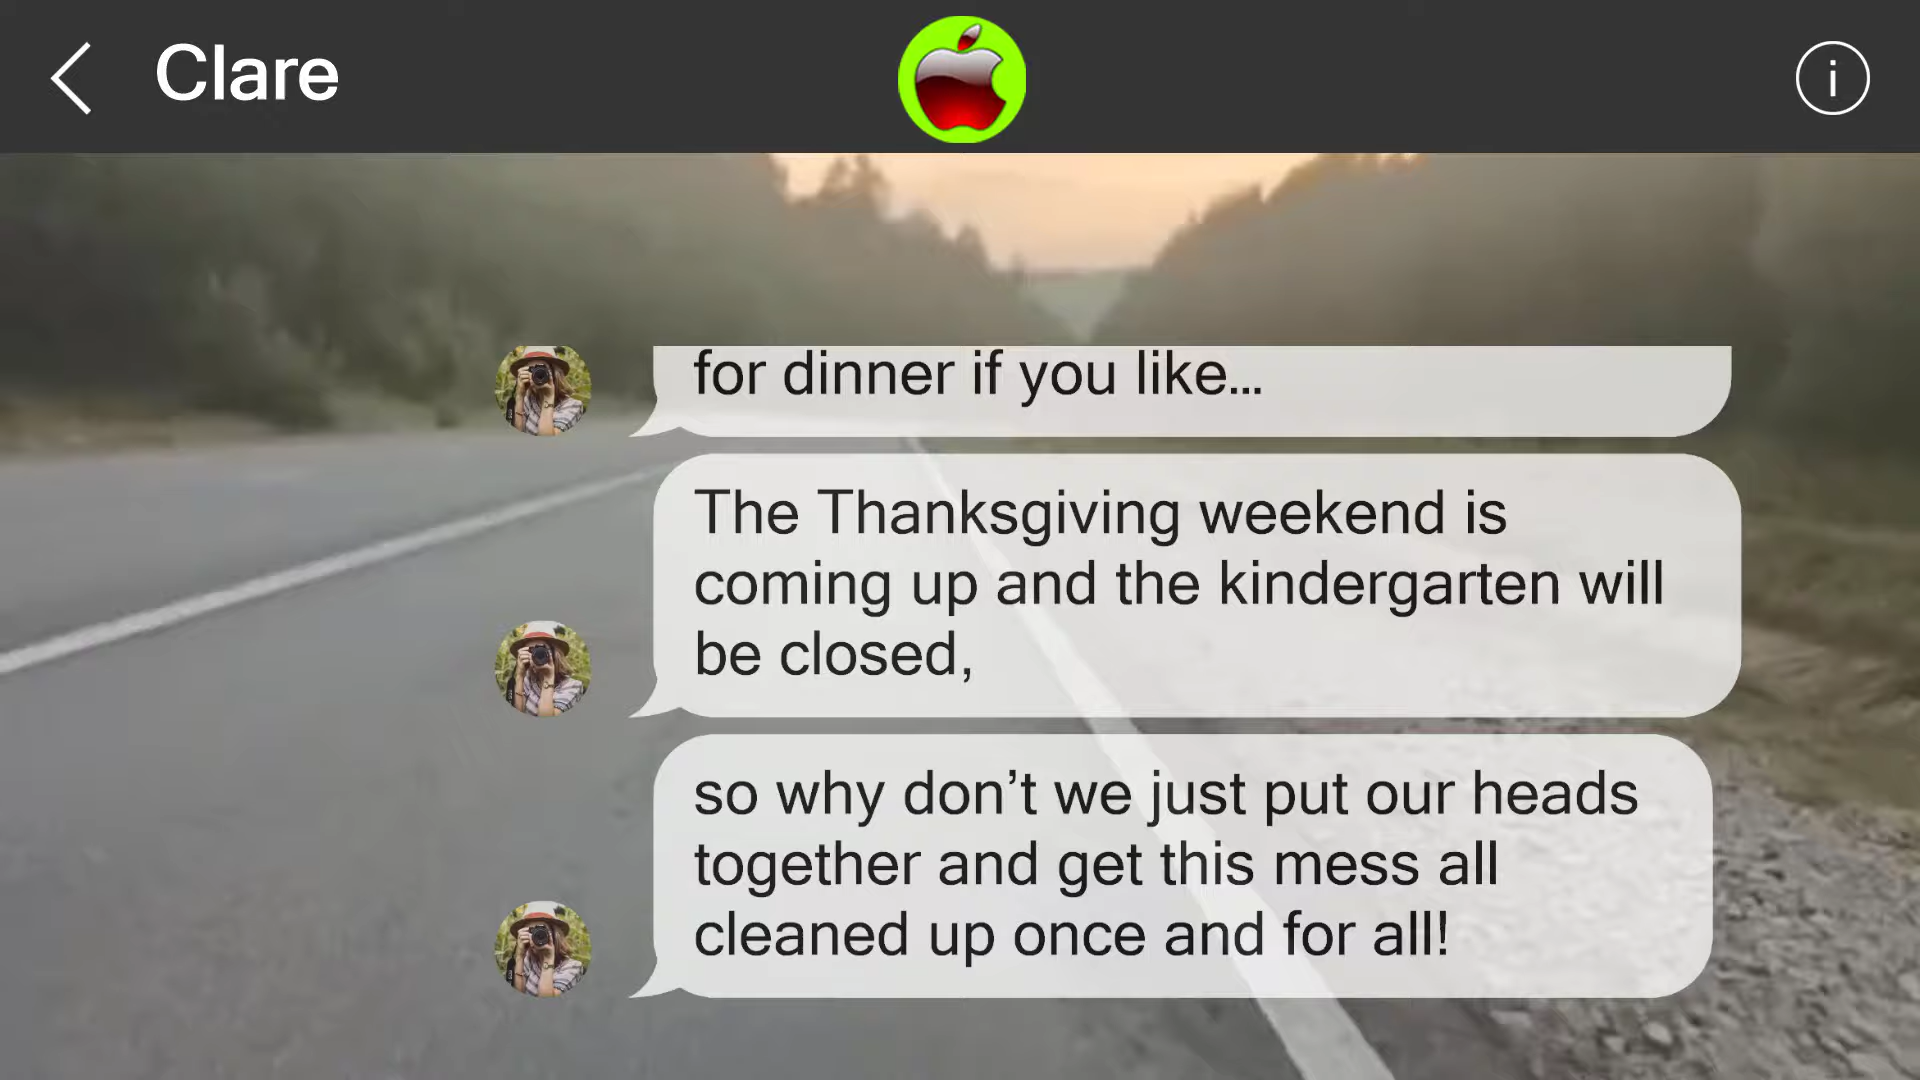 Clare
i
for dinner if you like...
The Thanksgiving weekend is
coming up and the kindergarten will
be closed,
so why don’t we just put our heads
together and get this mess all
cleaned up once and for all!